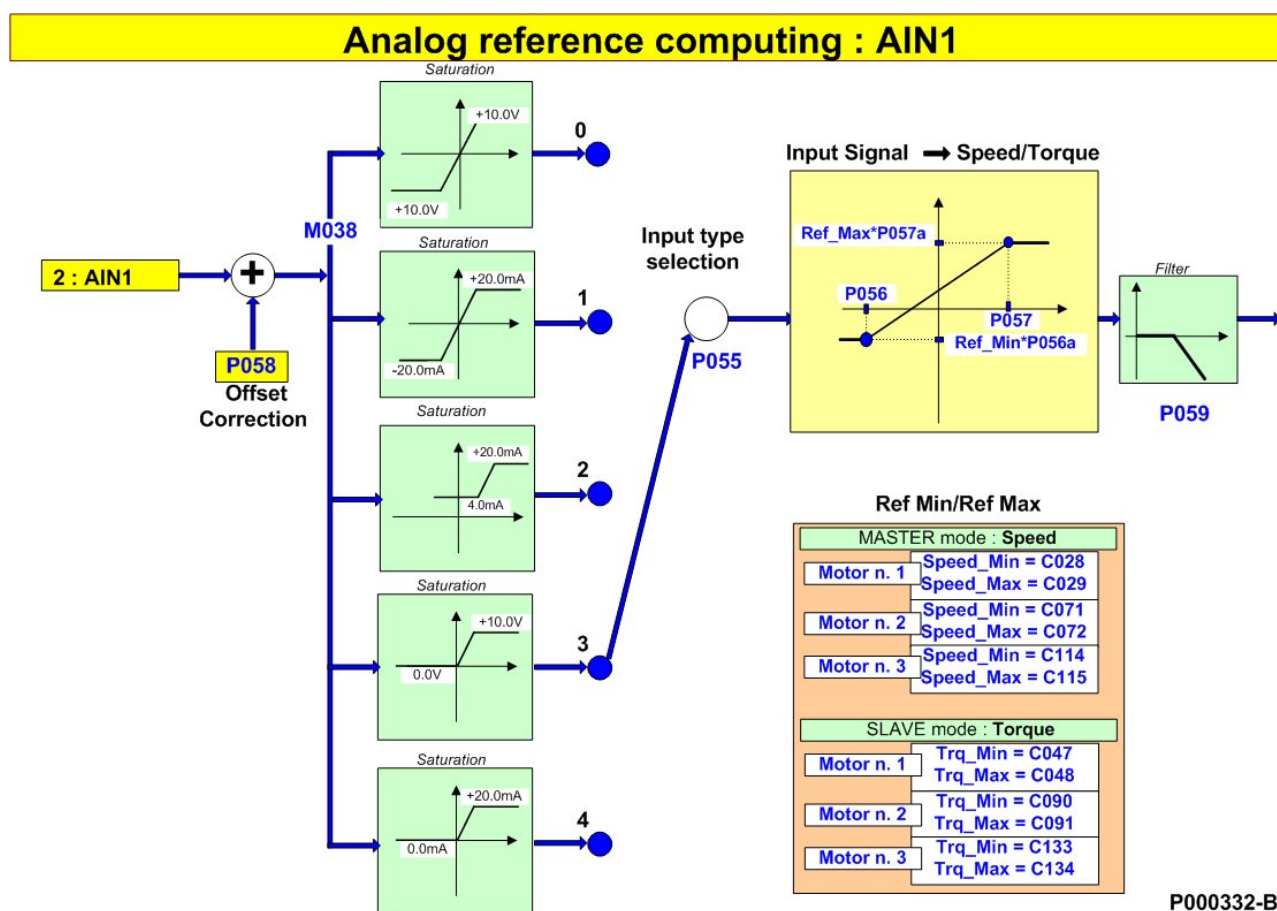 Analog reference computing : AIN1
Saturation
+10.0V
+10.0V
0
M038
2 : AIN1
+
P058
Offset
Correction
Saturation
+20.0mA
-20.0mA
1
Saturation
+20.0mA
4.0mA
2
Saturation
+10.0V
0.0V
3
Saturation
+20.0mA
0.0mA
4
Input type
selection
P055
Input Signal → Speed/Torque
Ref_Max*P057a
P056
P057
Ref_Min*P056a
Filter
P059
Ref Min/Ref Max
MASTER mode : Speed
Motor n. 1
Speed_Min = C028
Speed_Max = C029
Motor n. 2
Speed_Min = C071
Speed_Max = C072
Motor n. 3
Speed_Min = C114
Speed_Max = C115
SLAVE mode : Torque
Motor n. 1
Trq_Min = C047
Trq_Max = C048
Motor n. 2
Trq_Min = C090
Trq_Max = C091
Motor n. 3
Trq_Min = C133
Trq_Max = C134
P000332-B